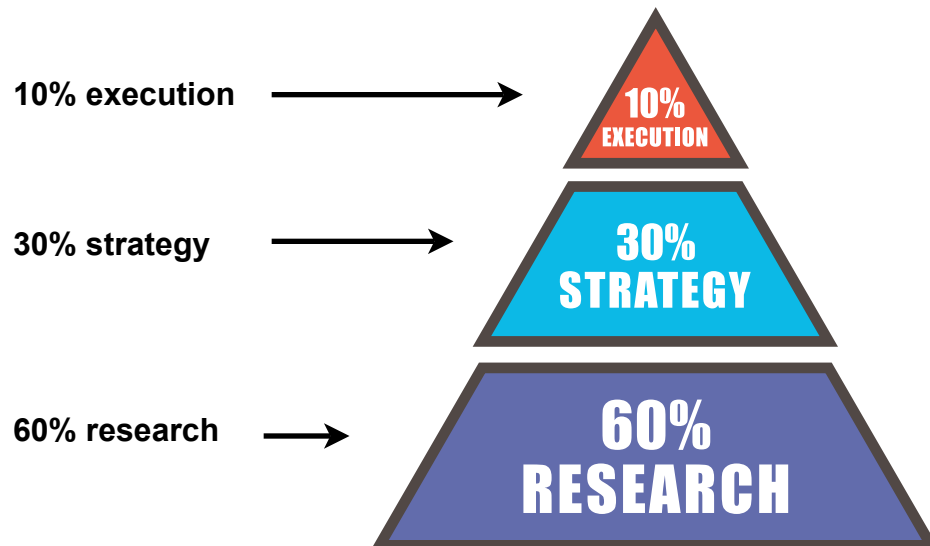 10% execution
10%
EXECUTION
30% strategy
30%
STRATEGY
60% research
60%
RESEARCH